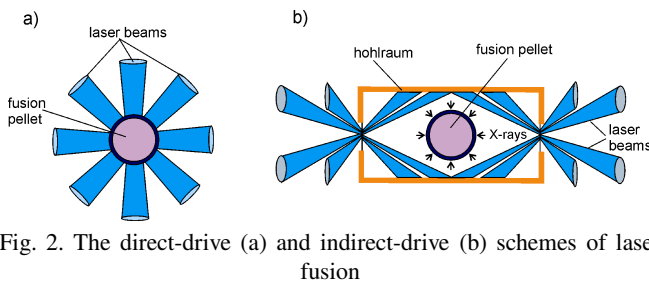 a)
laser beams
fusion
pellet
b)
hohlraum
fusion pellet
X-rays
laser
beams
Fig. 2. The direct-drive (a) and indirect-drive (b) schemes of lase
fusion